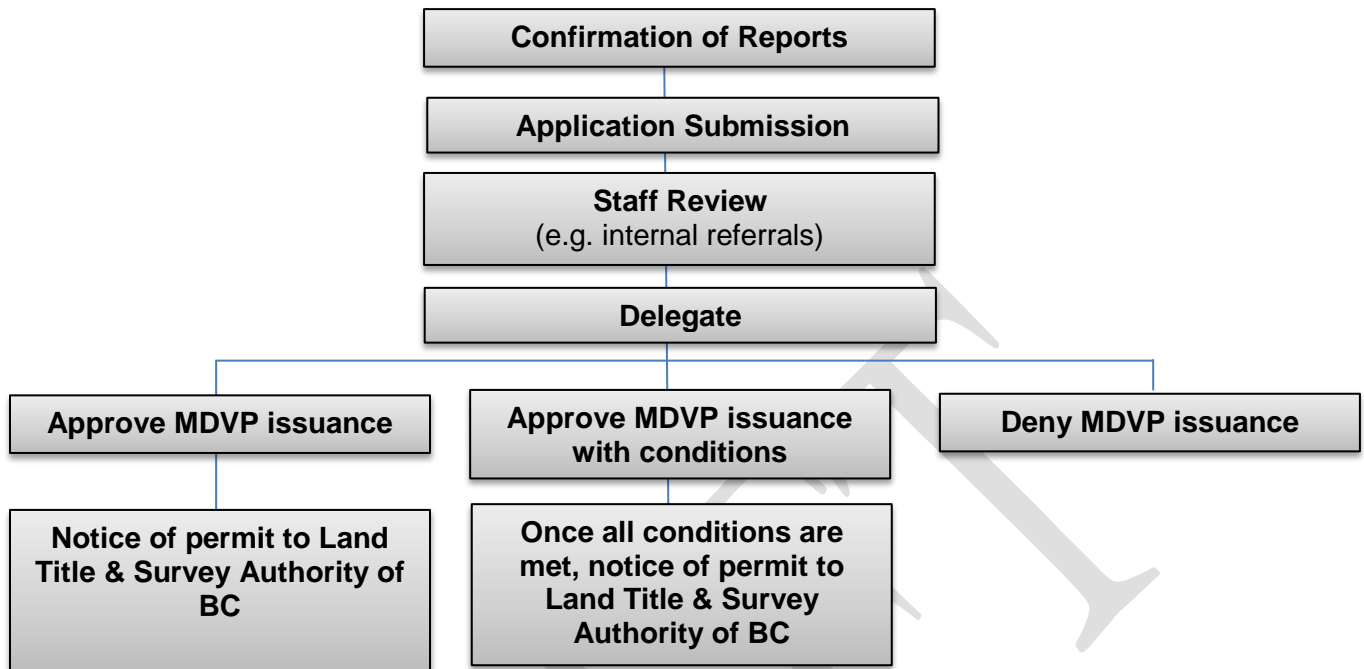 Confirmation of Reports
Application Submission
Staff Review
(e.g. internal referrals)
Delegate
Approve MDVP issuance
Approve MDVP issuance
with conditions
Deny MDVP issuance
Notice of permit to Land
Title & Survey Authority of
BC
Once all conditions are
met, notice of permit to
Land Title & Survey
Authority of BC